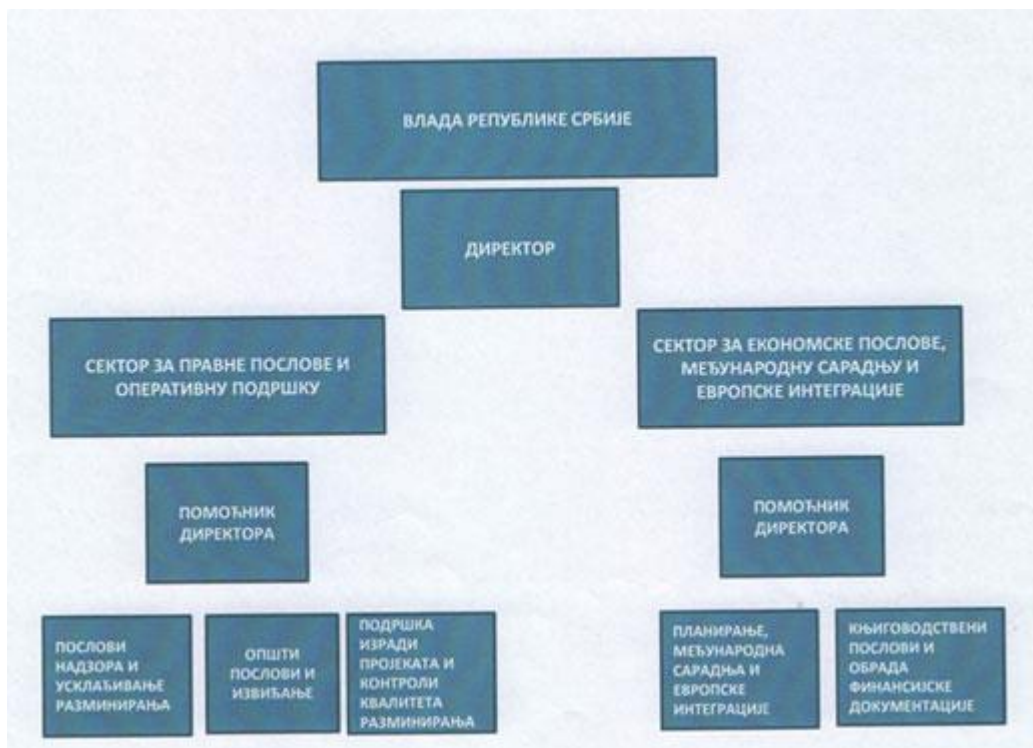 ВЛАДА РЕПУБЛИКЕ СРБИЈЕ
ДИРЕКТОР
СЕКТОР ЗА ПРАВНЕ ПОСЛОВЕ И
ОПЕРАТИВНУ ПОДРШКУ
СЕКТОР ЗА ЕКОНОМСКЕ ПОСЛОВЕ,
МЕЂУНАРОДНУ САРАДЊУ И
ЕВРОПСКЕ ИНТЕГРАЦИЈЕ
ПОМОЋНИК
ДИРЕКТОРА
ПОМОЋНИК
ДИРЕКТОРА
ПОСЛОВИ
НАДЗОРА И
УСКЛАЂИВАЊЕ
РАЗМИНИРАЊА
ОПШТИ
ПОСЛОВИ И
ИЗВИЂАЊЕ
ПОДРШКА
ИЗРАДИ
ПРОЈЕКАТА И
КОНТРОЛИ
КВАЛИТЕТА
РАЗМИНИРАЊА
ПЛАНИРАЊЕ,
МЕЂУНАРОДНА
САРАДЊА И
ЕВРОПСКЕ
ИНТЕГРАЦИЈЕ
КЊИГОВОДСТВЕНИ
ПОСЛОВИ И
ОБРАДА
ФИНАНСИЈСКЕ
ДОКУМЕНТАЦИЈЕ